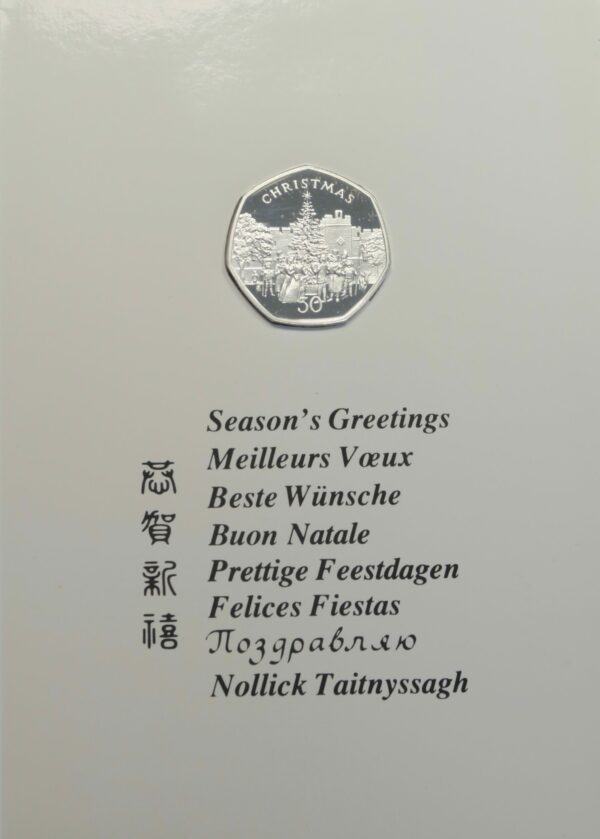 CHRISTMAS
50
Season's Greetings
Meilleurs Vœux
Beste Wünsche
Buon Natale
Prettige Feestdagen
Felices Fiestas
Поздравляю
Nollick Taitnyssagh
恭賀新禧